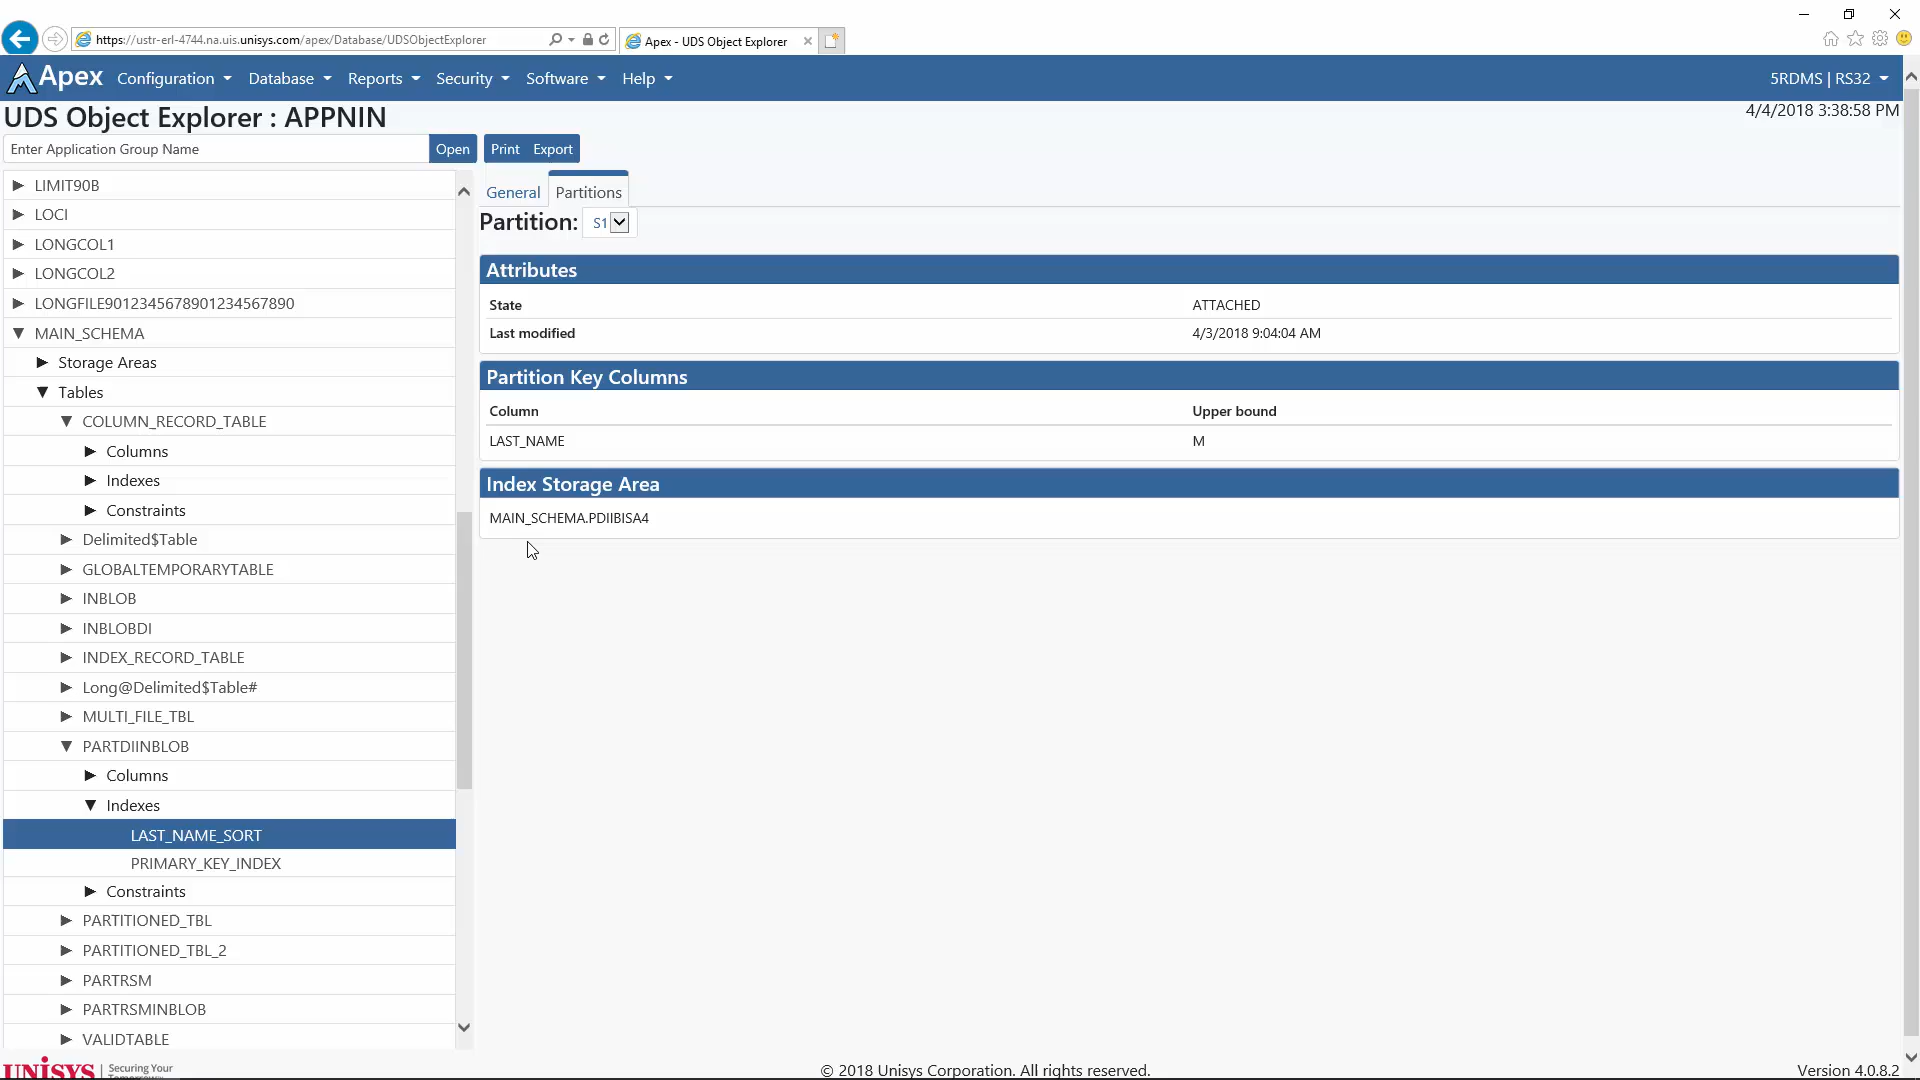 https://ustr-erl-4744.na.uis.unisys.com/apex/Database/UDSObjectExplorer
Apex - UDS Object Explorer
Apex Configuration Database Reports Security Software Help 5RDMS | RS32
UDS Object Explorer : APPNIN
4/4/2018 3:38:58 PM
Enter Application Group Name Open Print Export
LIMIT90B
LOCI
LONGCOL1
LONGCOL2
LONGFILE9012345678901234567890
MAIN_SCHEMA
Storage Areas
Tables
COLUMN_RECORD_TABLE
Columns
Indexes
Constraints
Delimited$Table
GLOBALTEMPORARYTABLE
INBLOB
INBLOBDI
INDEX_RECORD_TABLE
Long@Delimited$Table#
MULTI_FILE_TBL
PARTDIINBLOB
Columns
Indexes
LAST_NAME_SORT
PRIMARY_KEY_INDEX
Constraints
PARTITIONED_TBL
PARTITIONED_TBL_2
PARTRSM
PARTRSMINBLOB
VALIDTABLE
General Partitions
Partition: S1
Attributes
State ATTACHED
Last modified 4/3/2018 9:04:04 AM
Partition Key Columns
Column Upper bound
LAST_NAME M
Index Storage Area
MAIN_SCHEMA.PDIIBISA4
UNISYS | Securing Your
© 2018 Unisys Corporation. All rights reserved.
Version 4.0.8.2